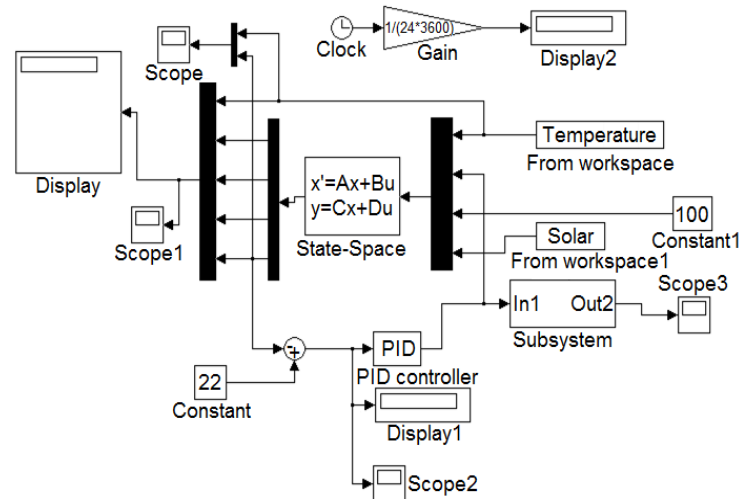 1/(24*3600)
Clock
Gain
Display2
Scope
Display
Temperature
From workspace
x'=Ax+Bu
y=Cx+Du
State-Space
100
Constant1
Solar
From workspace1
Scope1
Scope3
In1 Out2
Subsystem
- +
PID
PID controller
22
Constant
Display1
Scope2